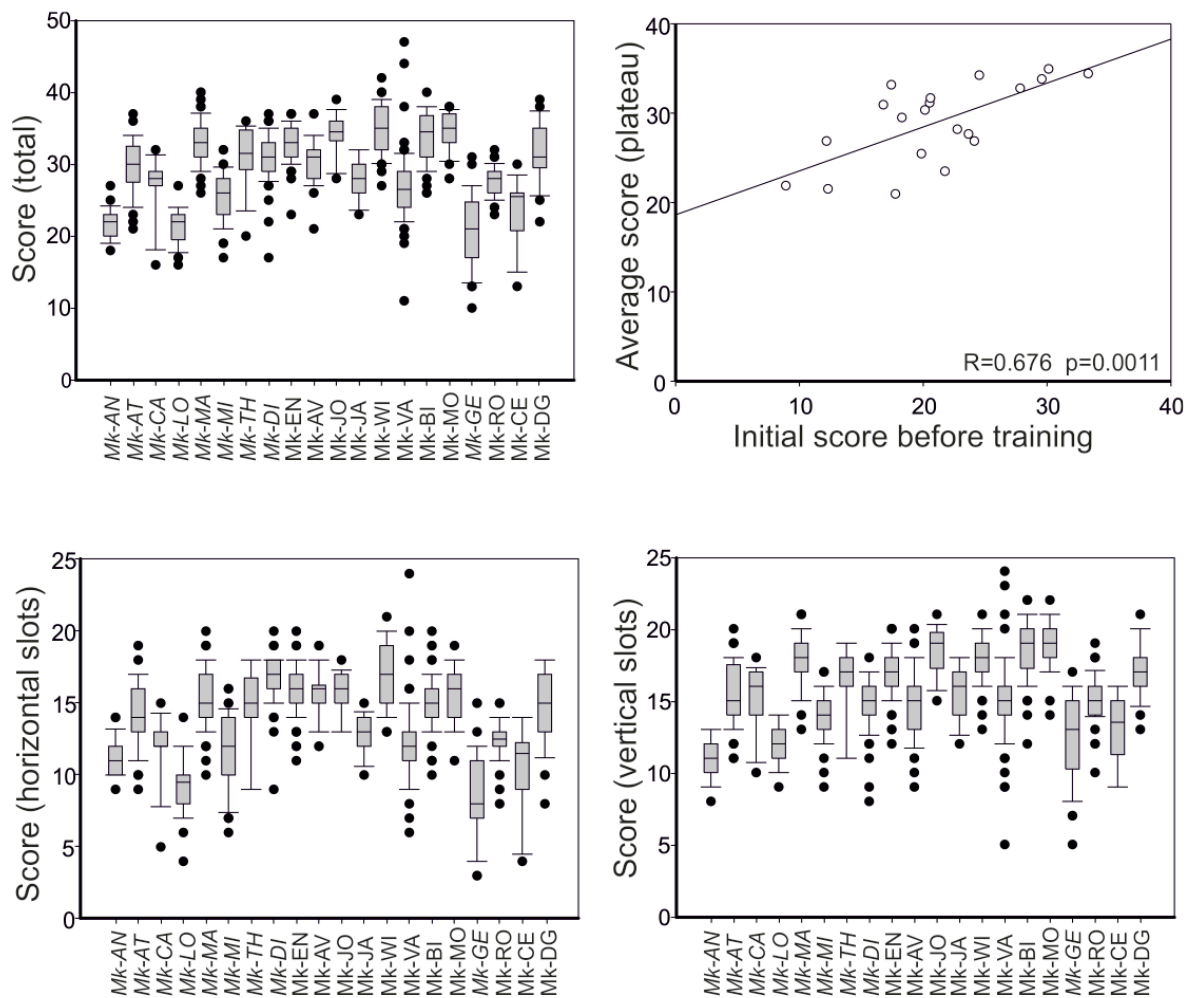 Score (total)
50
40
30
20
10
0
Mk-AN
Mk-AT
Mk-CA
Mk-LO
Mk-MA
Mk-MI
Mk-TH
Mk-DI
Mk-EN
Mk-AV
Mk-JO
Mk-JA
Mk-WI
Mk-VA
Mk-BI
Mk-MO
Mk-GE
Mk-RO
Mk-CE
Mk-DG
Average score (plateau)
40
30
20
10
0
R=0.676 p=0.0011
0 10 20 30 40
Initial score before training
Score (horizontal slots)
25
20
15
10
5
0
Mk-AN
Mk-AT
Mk-CA
Mk-LO
Mk-MA
Mk-MI
Mk-TH
Mk-DI
Mk-EN
Mk-AV
Mk-JO
Mk-JA
Mk-WI
Mk-VA
Mk-BI
Mk-MO
Mk-GE
Mk-RO
Mk-CE
Mk-DG
Score (vertical slots)
25
20
15
10
5
0
Mk-AN
Mk-AT
Mk-CA
Mk-LO
Mk-MA
Mk-MI
Mk-TH
Mk-DI
Mk-EN
Mk-AV
Mk-JO
Mk-JA
Mk-WI
Mk-VA
Mk-BI
Mk-MO
Mk-GE
Mk-RO
Mk-CE
Mk-DG